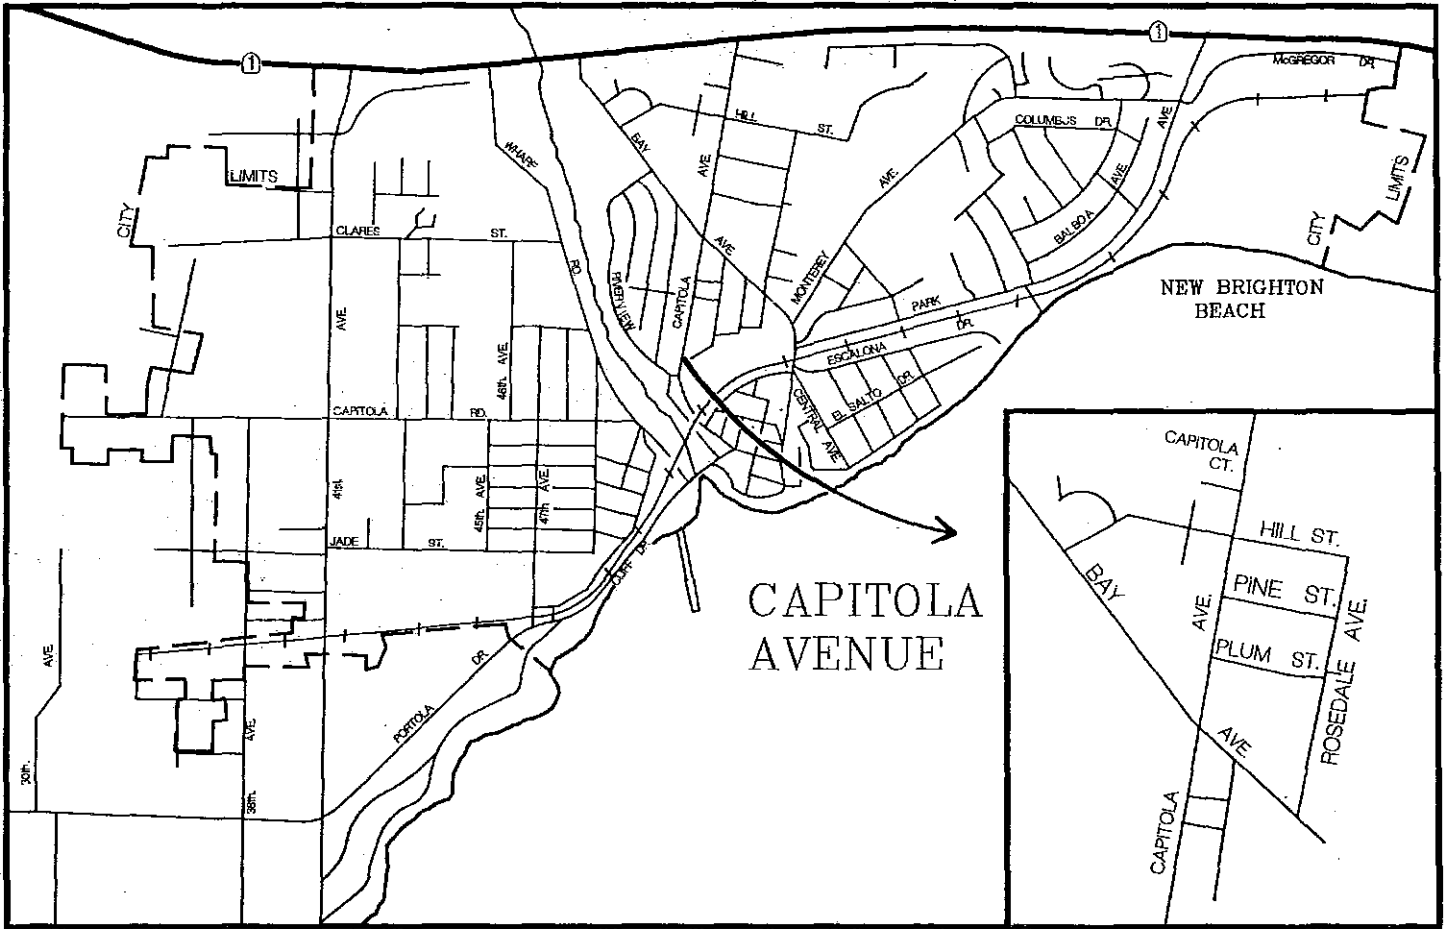 1
1
McGREGOR DR.
HILL ST.
COLUMBUS DR.
AVE.
BAY
WHARF
AVE.
AVE.
AVE.
LIMITS
CITY
LIMITS
CITY
CLARES ST.
BALBOA
AVE
RD.
RIVERVIEW
CAPITOLA
MONTEREY
NEW BRIGHTON
BEACH
PARK
DR.
ESCALONA
AVE.
46th. AVE.
CAPITOLA RD.
CENTRAL AVE.
EL SALTO DR.
41st.
45th. AVE.
47th AVE.
JADE ST.
CLIFF DR.
CAPITOLA
AVENUE
PORTOLA DR.
AVE
30th.
AVE.
38th.
CAPITOLA
CT.
HILL ST.
BAY
PINE ST.
AVE.
PLUM ST.
ROSEDALE AVE.
AVE.
CAPITOLA